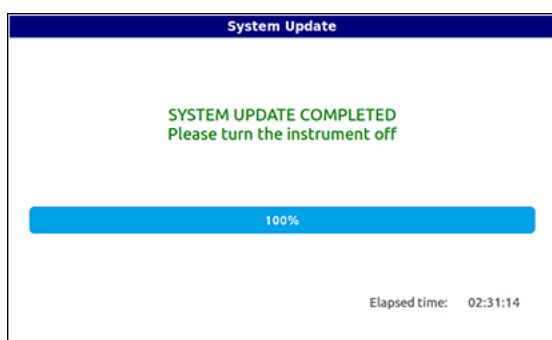 System Update
SYSTEM UPDATE COMPLETED
Please turn the instrument off
100%
Elapsed time: 02:31:14